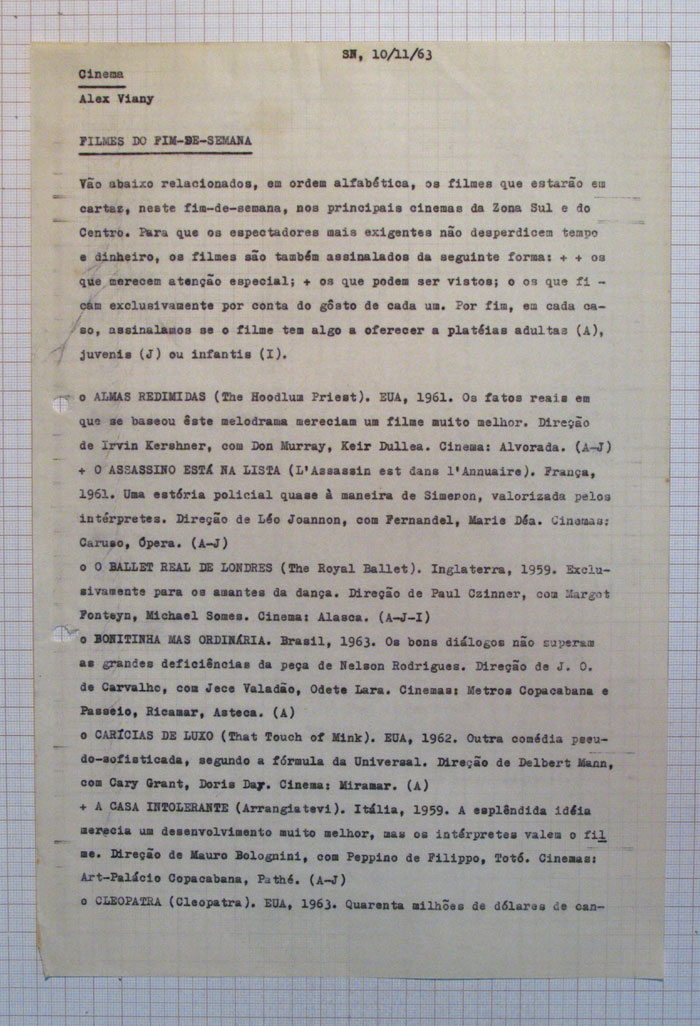 SN, 10/11/63
Cinema
Alex Viany
FILMES DO FIM-DE-SEMANA
Vão abaixo relacionados, em ordem alfabética, os filmes que estarão em
cartaz, neste fim-de-semana, nos principais cinemas da Zona Sul e do
Centro. Para que os espectadores mais exigentes não desperdicem tempo
e dinheiro, os filmes são também assinalados da seguinte forma: + + os
que merecem atenção especial; + os que podem ser vistos; o os que fi -
cam exclusivamente por conta do gôsto de cada um. Por fim, em cada ca-
so, assinalamos se o filme tem algo a oferecer a platéias adultas (A),
juvenis (J) ou infantis (I).
o ALMAS REDIMIDAS (The Hoodlum Priest). EUA, 1961. Os fatos reais em
que se baseou êste melodrama mereciam um filme muito melhor. Direção
de Irvin Kershner, com Don Murray, Keir Dullea. Cinema: Alvorada. (A-J)
+ O ASSASSINO ESTÁ NA LISTA (L'Assassin est dans l'Annuaire). França,
1961. Uma estória policial quase à maneira de Simenon, valorizada pelos
intérpretes. Direção de Léo Joannon, com Fernandel, Marie Déa. Cinemas:
Caruso, Ópera. (A-J)
o O BALLET REAL DE LONDRES (The Royal Ballet). Inglaterra, 1959. Exclu-
sivamente para os amantes da dança. Direção de Paul Czinner, com Margot
Fonteyn, Michael Somes. Cinema: Alasca. (A-J-I)
o BONITINHA MAS ORDINÁRIA. Brasil, 1963. Os bons diálogos não superam
as grandes deficiências da peça de Nelson Rodrigues. Direção de J. O.
de Carvalho, com Jece Valadão, Odete Lara. Cinemas: Metros Copacabana e
Passeio, Ricamar, Asteca. (A)
o CARÍCIAS DE LUXO (That Touch of Mink). EUA, 1962. Outra comédia pseu-
do-sofisticada, segundo a fórmula da Universal. Direção de Delbert Mann,
com Cary Grant, Doris Day. Cinema: Miramar. (A)
+ A CASA INTOLERANTE (Arrangiatevi). Itália, 1959. A esplêndida idéia
merecia um desenvolvimento muito melhor, mas os intérpretes valem o fil
me. Direção de Mauro Bolognini, com Peppino de Filippo, Totó. Cinemas:
Art-Palácio Copacabana, Pathé. (A-J)
o CLEOPATRA (Cleopatra). EUA, 1963. Quarenta milhões de dólares de can-